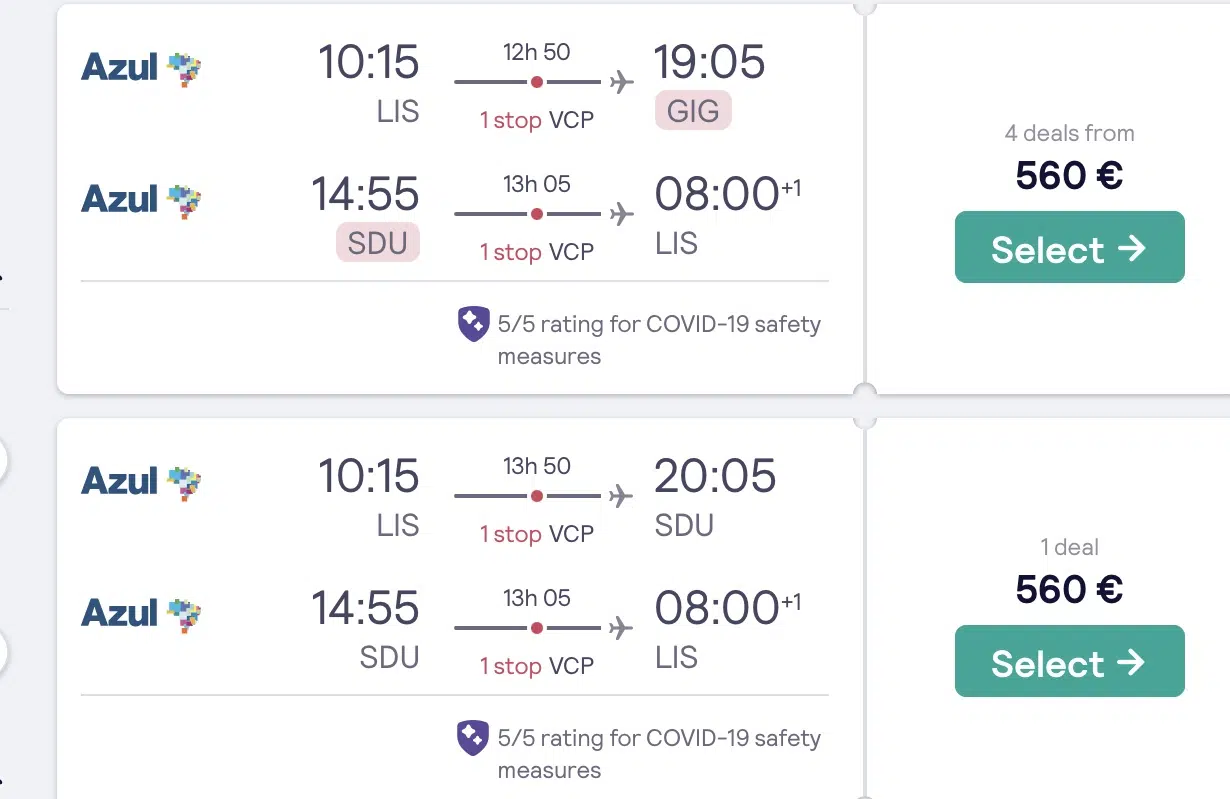 Azul 10:15 12h 50 19:05
LIS 1 stop VCP GIG
Azul 14:55 13h 05 08:00+1
SDU 1 stop VCP LIS
5/5 rating for COVID-19 safety
measures
4 deals from
560 €
Select →
Azul 10:15 13h 50 20:05
LIS 1 stop VCP SDU
Azul 14:55 13h 05 08:00+1
SDU 1 stop VCP LIS
5/5 rating for COVID-19 safety
measures
1 deal
560 €
Select →